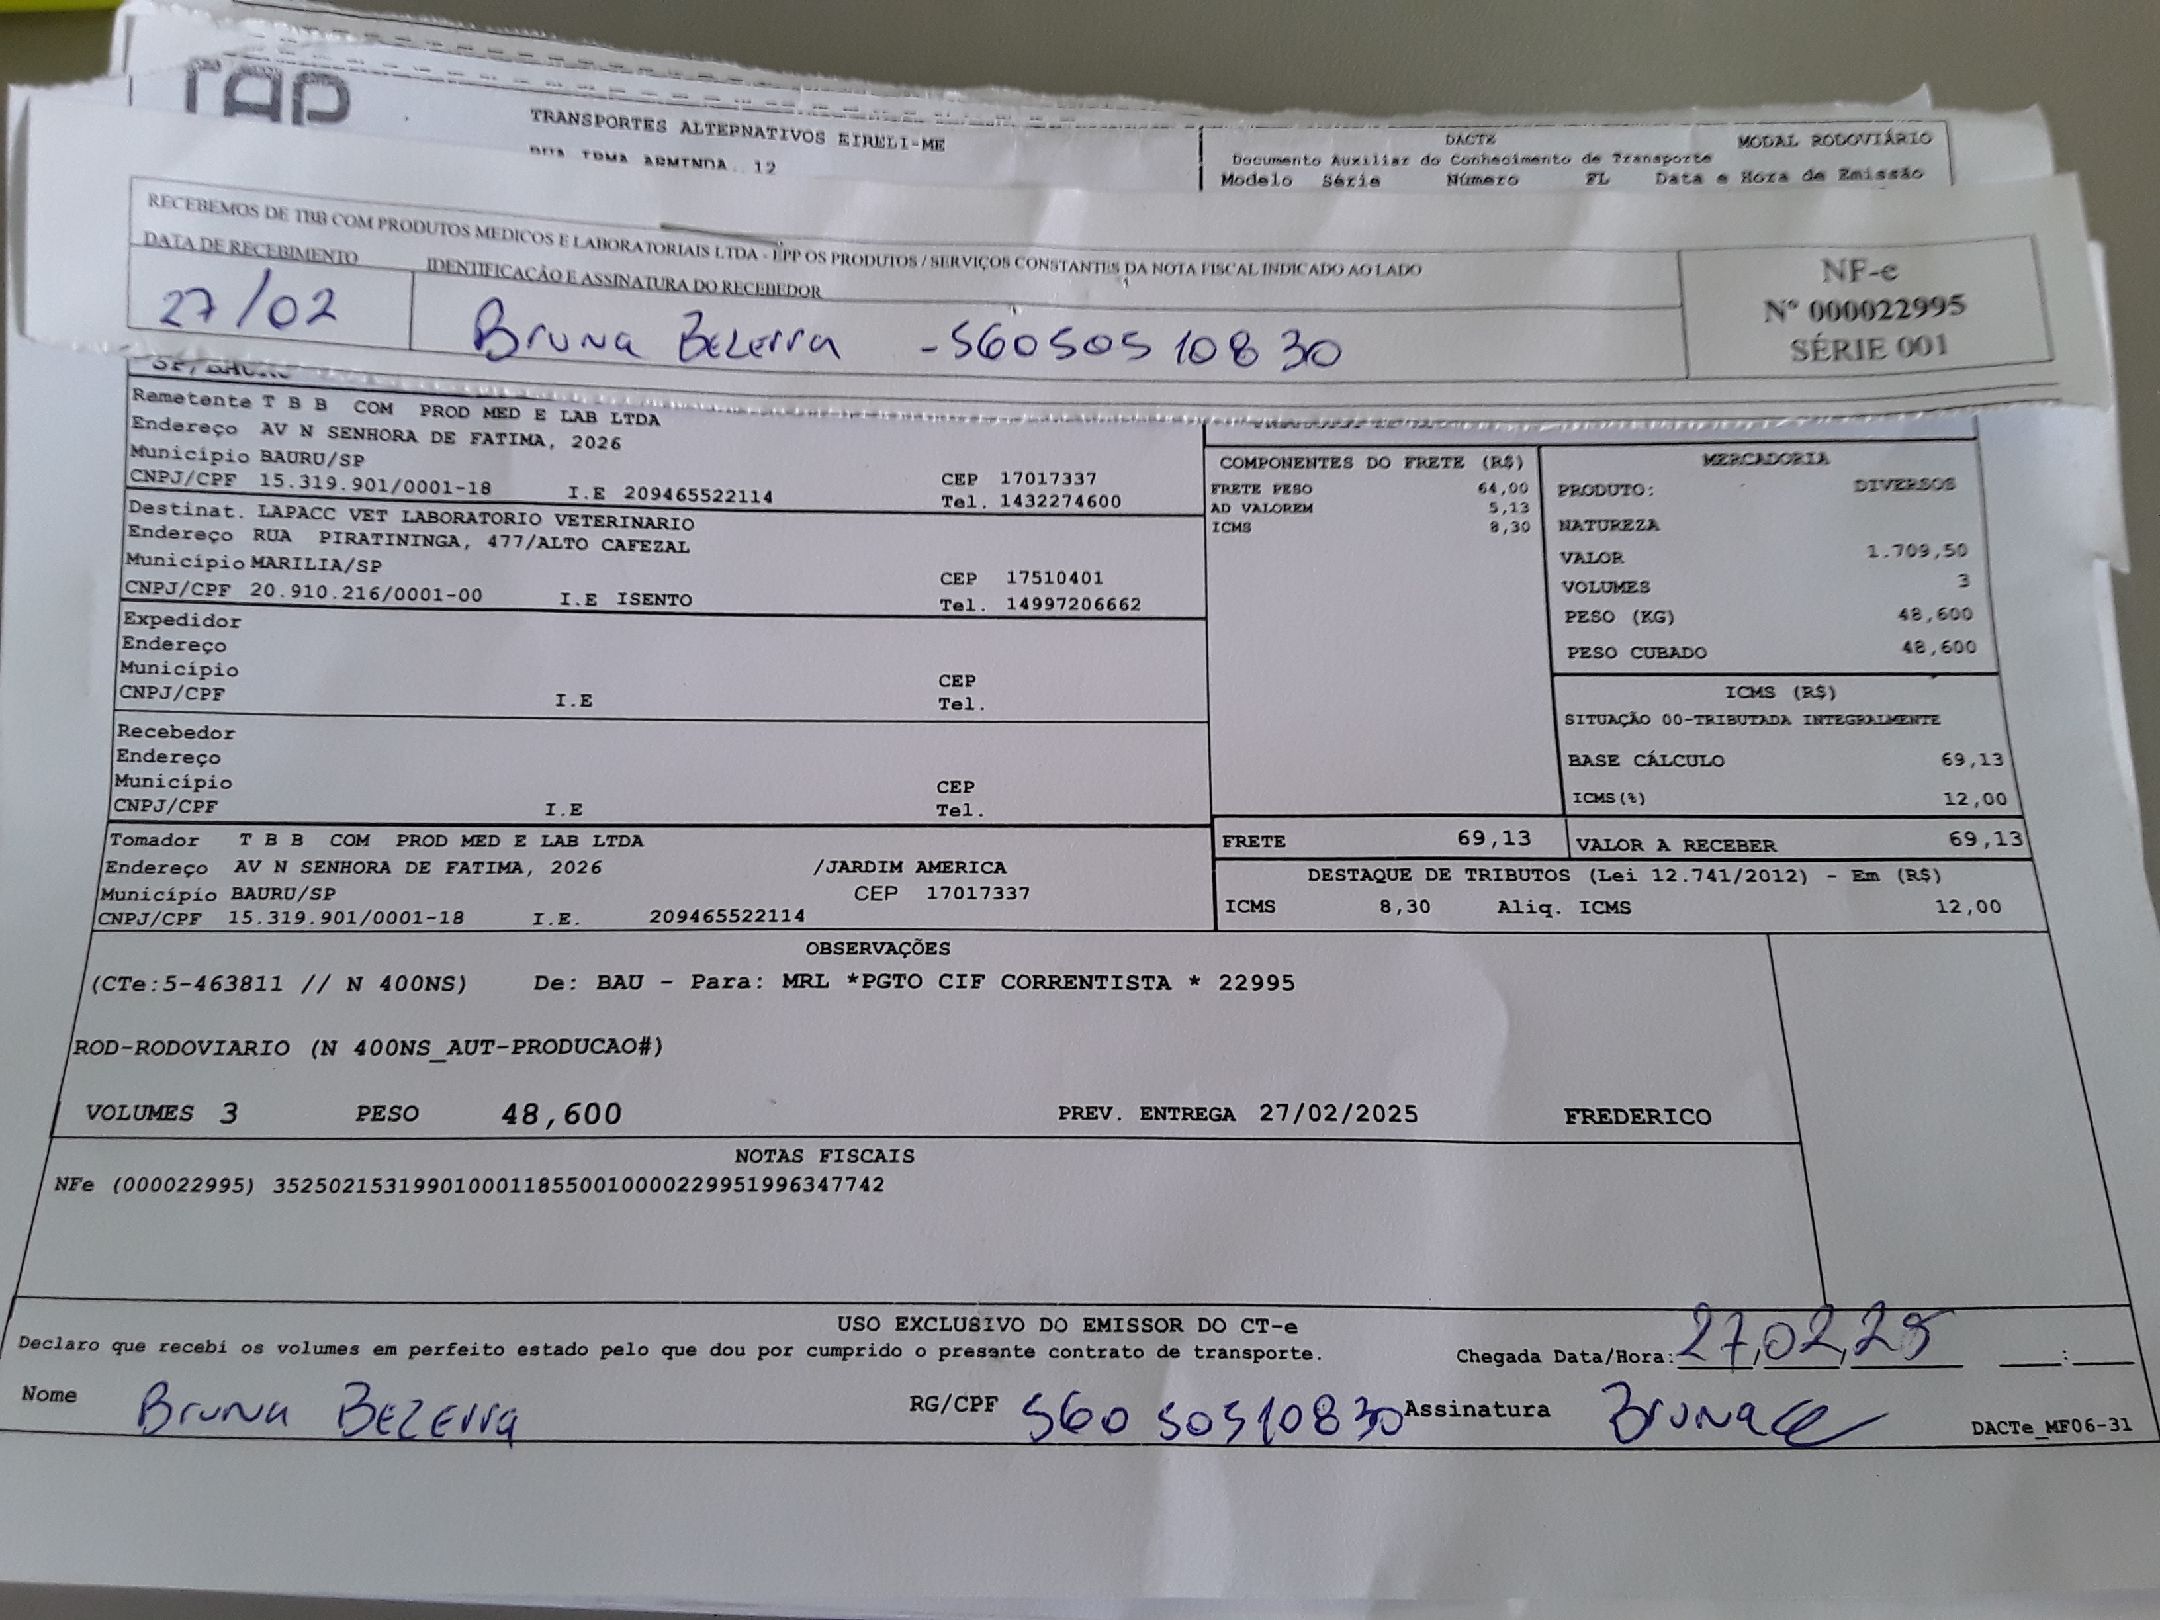 TAP
TRANSPORTES ALTERNATIVOS EIRELI-ME
RUA IRMA ARMINDA, 12
DACTE
MODAL RODOVIÁRIO
Documento Auxiliar do Conhecimento de Transporte
Modelo Série Número FL Data e Hora de Emissão
RECEBEMOS DE TBB COM PRODUTOS MEDICOS E LABORATORIAIS LTDA - EPP OS PRODUTOS / SERVIÇOS CONSTANTES DA NOTA FISCAL INDICADO AO LADO
DATA DE RECEBIMENTO
IDENTIFICACÃO E ASSINATURA DO RECEBEDOR
27/02
Bruna Bezerra - 56050510830
NF-e
Nº 000022995
SÉRIE 001
Remetente T B B COM PROD MED E LAB LTDA
Endereço AV N SENHORA DE FATIMA, 2026
Município BAURU/SP
CEP 17017337
CNPJ/CPF 15.319.901/0001-18 I.E 209465522114 Tel. 1432274600
Destinat. LAPACC VET LABORATORIO VETERINARIO
Endereço RUA PIRATININGA, 477/ALTO CAFEZAL
Município MARILIA/SP
CEP 17510401
CNPJ/CPF 20.910.216/0001-00 I.E ISENTO Tel. 14997206662
Expedidor
Endereço
Município
CEP
CNPJ/CPF I.E Tel.
Recebedor
Endereço
Município
CEP
CNPJ/CPF I.E Tel.
Tomador T B B COM PROD MED E LAB LTDA
Endereço AV N SENHORA DE FATIMA, 2026 /JARDIM AMERICA
Município BAURU/SP CEP 17017337
CNPJ/CPF 15.319.901/0001-18 I.E. 209465522114
COMPONENTES DO FRETE (R$)
FRETE PESO 64,00
AD VALOREM 5,13
ICMS 8,30
MERCADORIA
PRODUTO: DIVERSOS
NATUREZA
VALOR 1.709,50
VOLUMES 3
PESO (KG) 48,600
PESO CUBADO 48,600
ICMS (R$)
SITUAÇÃO 00-TRIBUTADA INTEGRALMENTE
BASE CÁLCULO 69,13
ICMS(%) 12,00
FRETE 69,13
VALOR A RECEBER 69,13
DESTAQUE DE TRIBUTOS (Lei 12.741/2012) - Em (R$)
ICMS 8,30 Aliq. ICMS 12,00
OBSERVAÇÕES
(CTe:5-463811 // N 400NS) De: BAU - Para: MRL *PGTO CIF CORRENTISTA * 22995
ROD-RODOVIARIO (N 400NS_AUT-PRODUCAO#)
VOLUMES 3 PESO 48,600 PREV. ENTREGA 27/02/2025 FREDERICO
NOTAS FISCAIS
NFe (000022995) 35250215319901000118550010000229951996347742
USO EXCLUSIVO DO EMISSOR DO CT-e
Declaro que recebi os volumes em perfeito estado pelo que dou por cumprido o presente contrato de transporte.
Chegada Data/Hora: 27/02/25 ___:___
Nome Bruna Bezerra RG/CPF 56050510830 Assinatura Bruna
DACTe_MF06-31